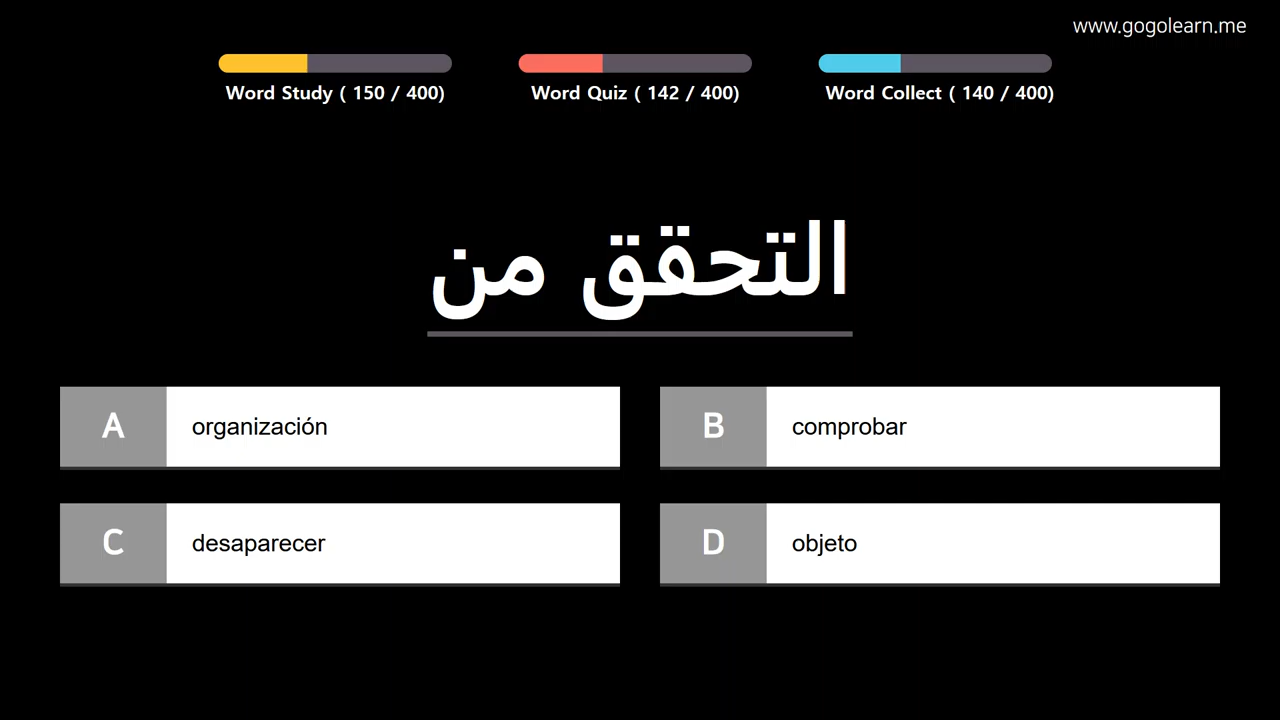 www.gogolearn.me
Word Study ( 150 / 400)
Word Quiz ( 142 / 400)
Word Collect ( 140 / 400)
التحقق من
A organización
B comprobar
C desaparecer
D objeto